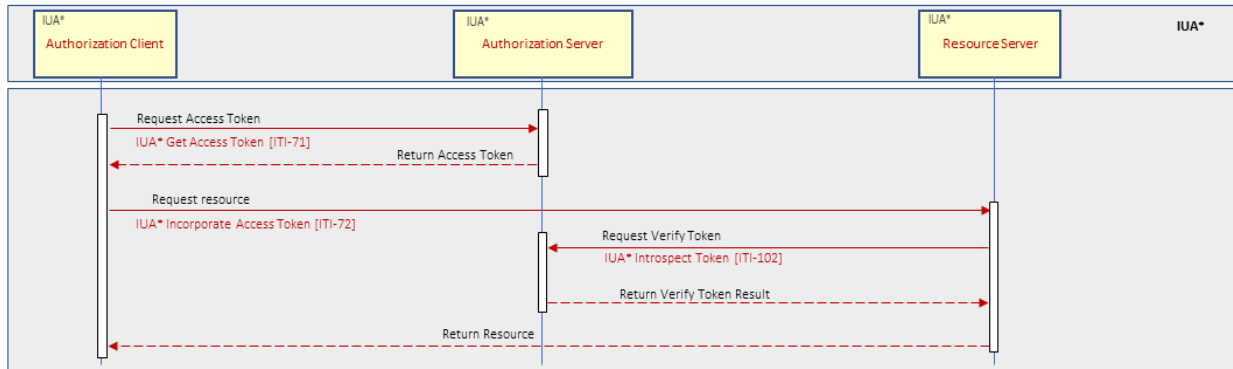 IUA*
Authorization Client
IUA*
Authorization Server
IUA*
Resource Server
IUA*
Request Access Token
IUA* Get Access Token [ITI-71]
Return Access Token
Request resource
IUA* Incorporate Access Token [ITI-72]
Request Verify Token
IUA* Introspect Token [ITI-102]
Return Verify Token Result
Return Resource